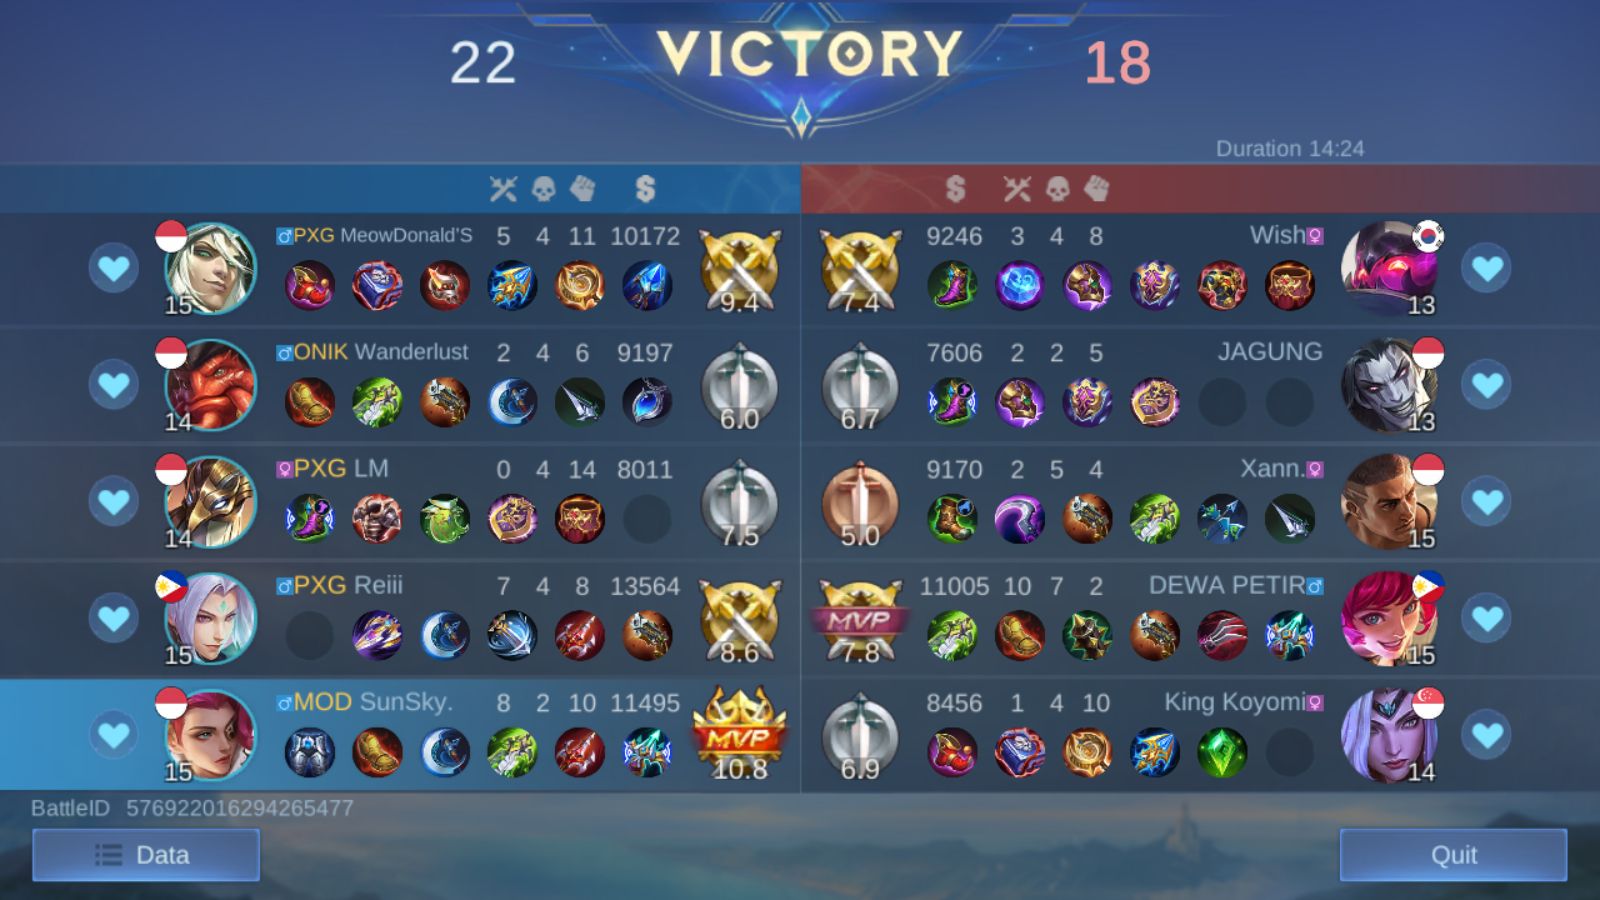 22 VICTORY 18
Duration 14:24
PXG MeowDonald'S 5 4 11 10172
15
9.4
9246 3 4 8 Wish
7.4
13
ONIK Wanderlust 2 4 6 9197
14
6.0
7606 2 2 5 JAGUNG
6.7
13
PXG LM 0 4 14 8011
14
7.5
9170 2 5 4 Xann.
5.0
15
PXG Reiii 7 4 8 13564
15
8.6
11005 10 7 2 DEWA PETIR
MVP
7.8
15
MOD SunSky. 8 2 10 11495
15
MVP
10.8
8456 1 4 10 King Koyomi
6.9
14
BattleID 576922016294265477
Data
Quit